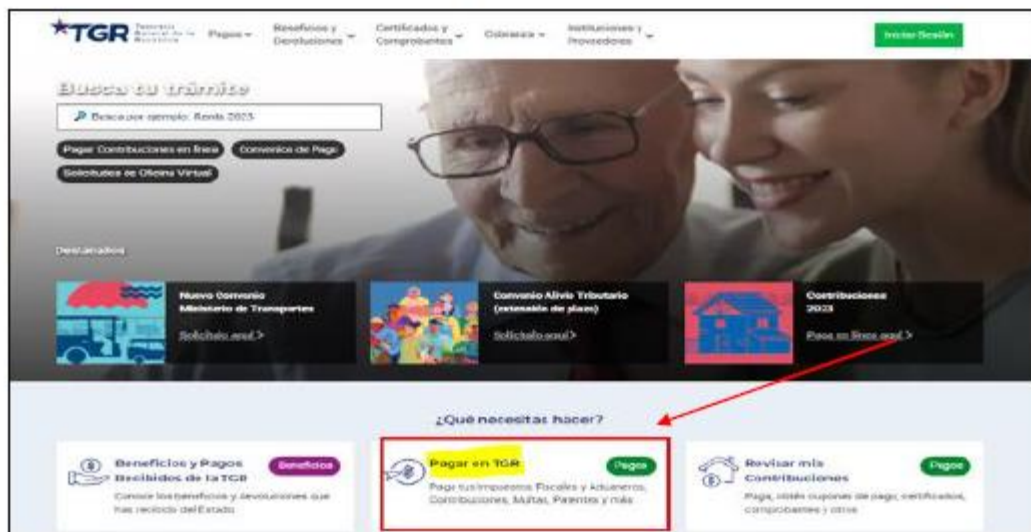 TGR Tesorería General de la República
Pagos
Beneficios y Devoluciones
Certificados y Comprobantes
Cobranza
Instituciones y Proveedores
Iniciar Sesión
Busca tu trámite
Busca por ejemplo: Renta 2023
Pagar Contribuciones en línea
Convenios de Pago
Solicitudes de Oficina Virtual
Destacados
Nuevo Convenio
Ministerio de Transportes
Solicítalo aquí >
Convenio Alivio Tributario
(extensión de plazo)
Solicítalo aquí >
Contribuciones
2023
Paga en línea aquí >
¿Qué necesitas hacer?
Beneficios y Pagos
Recibidos de la TGR
Beneficios
Conoce los beneficios y devoluciones que
has recibido del Estado
Pagar en TGR
Pagos
Paga tus Impuestos Fiscales y Aduaneros,
Contribuciones, Multas, Patentes y más
Revisar mis
Contribuciones
Pagos
Paga, obtén cupones de pago, certificados,
comprobantes y otros